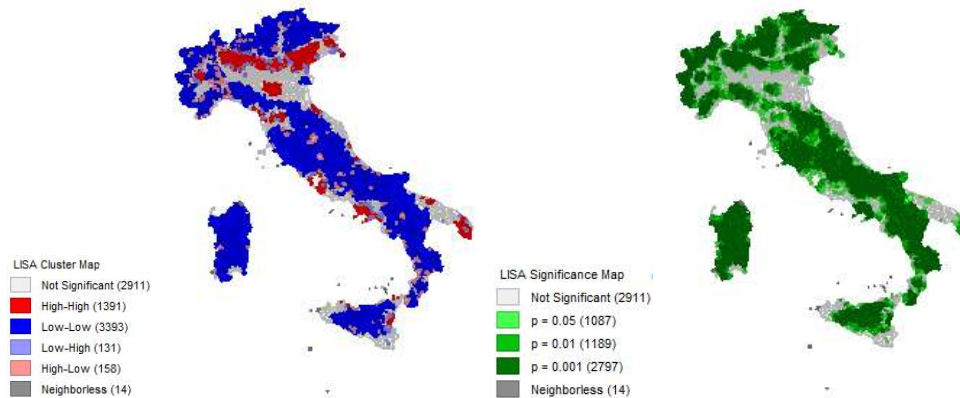 LISA Cluster Map
Not Significant (2911)
High-High (1391)
Low-Low (3393)
Low-High (131)
High-Low (158)
Neighborless (14)
LISA Significance Map
Not Significant (2911)
p = 0.05 (1087)
p = 0.01 (1189)
p = 0.001 (2797)
Neighborless (14)